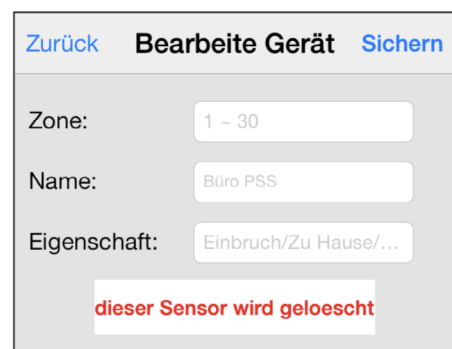 Zurück Bearbeite Gerät Sichern
Zone: 1 ~ 30
Name: Büro PSS
Eigenschaft: Einbruch/Zu Hause/...
dieser Sensor wird geloescht